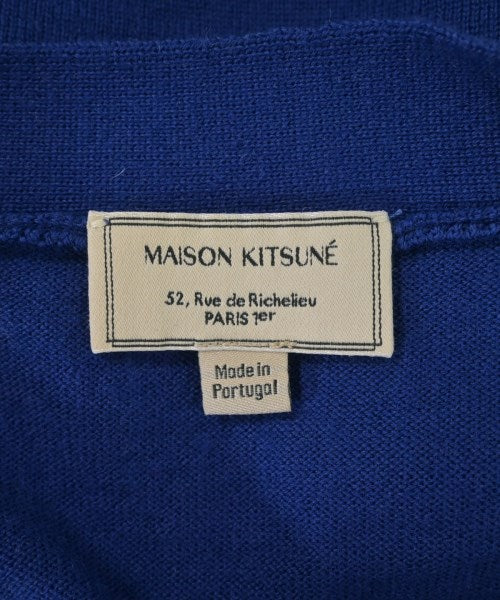 MAISON KITSUNÉ
52, Rue de Richelieu
PARIS 1er
Made in
Portugal